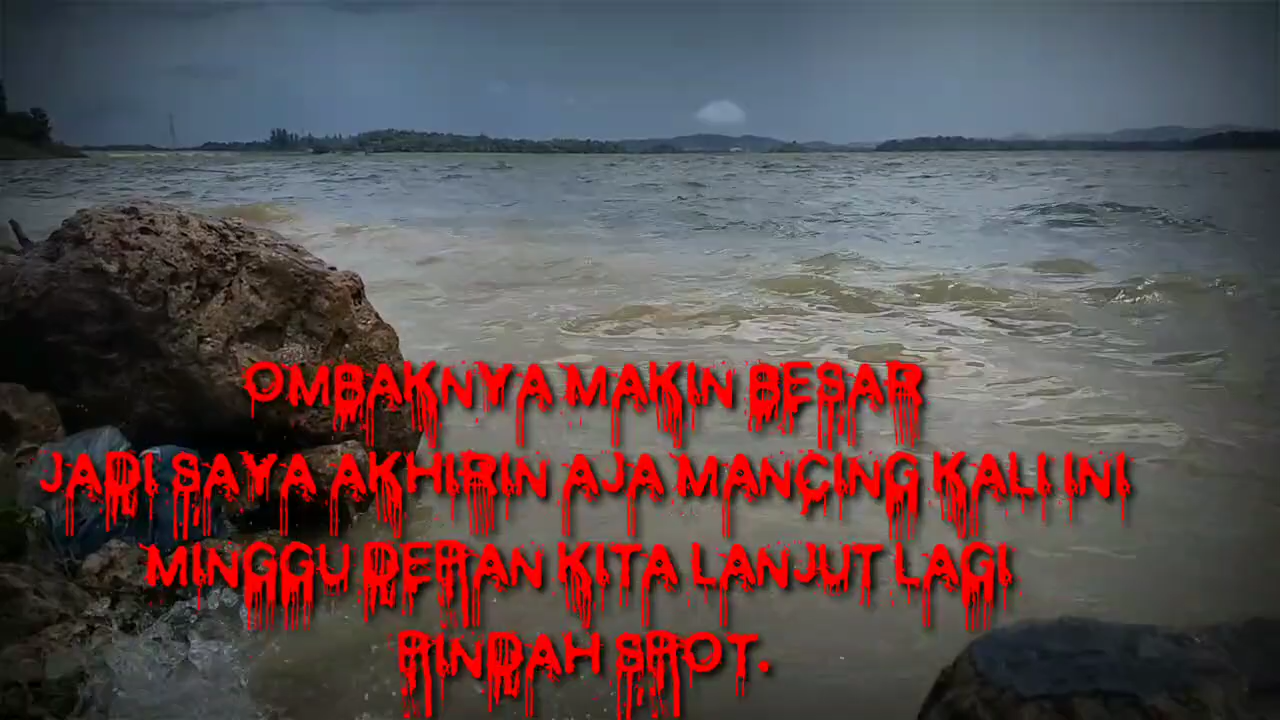 OMBAKNYA MAKIN BESAR
JADI SAYA AKHIRIN AJA MANCING KALI INI
MINGGU DEPAN KITA LANJUT LAGI
PINDAH SPOT.